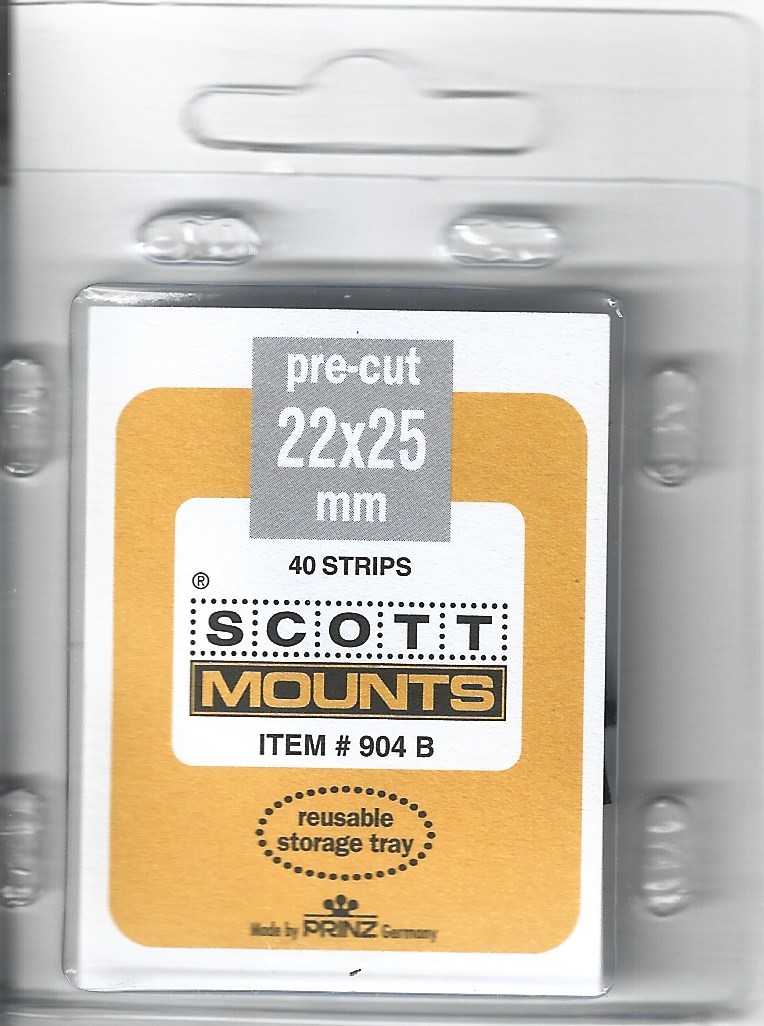 pre-cut
22x25
mm
40 STRIPS
®
SCOTT
MOUNTS
ITEM # 904 B
reusable
storage tray
Made by PRINZ Germany